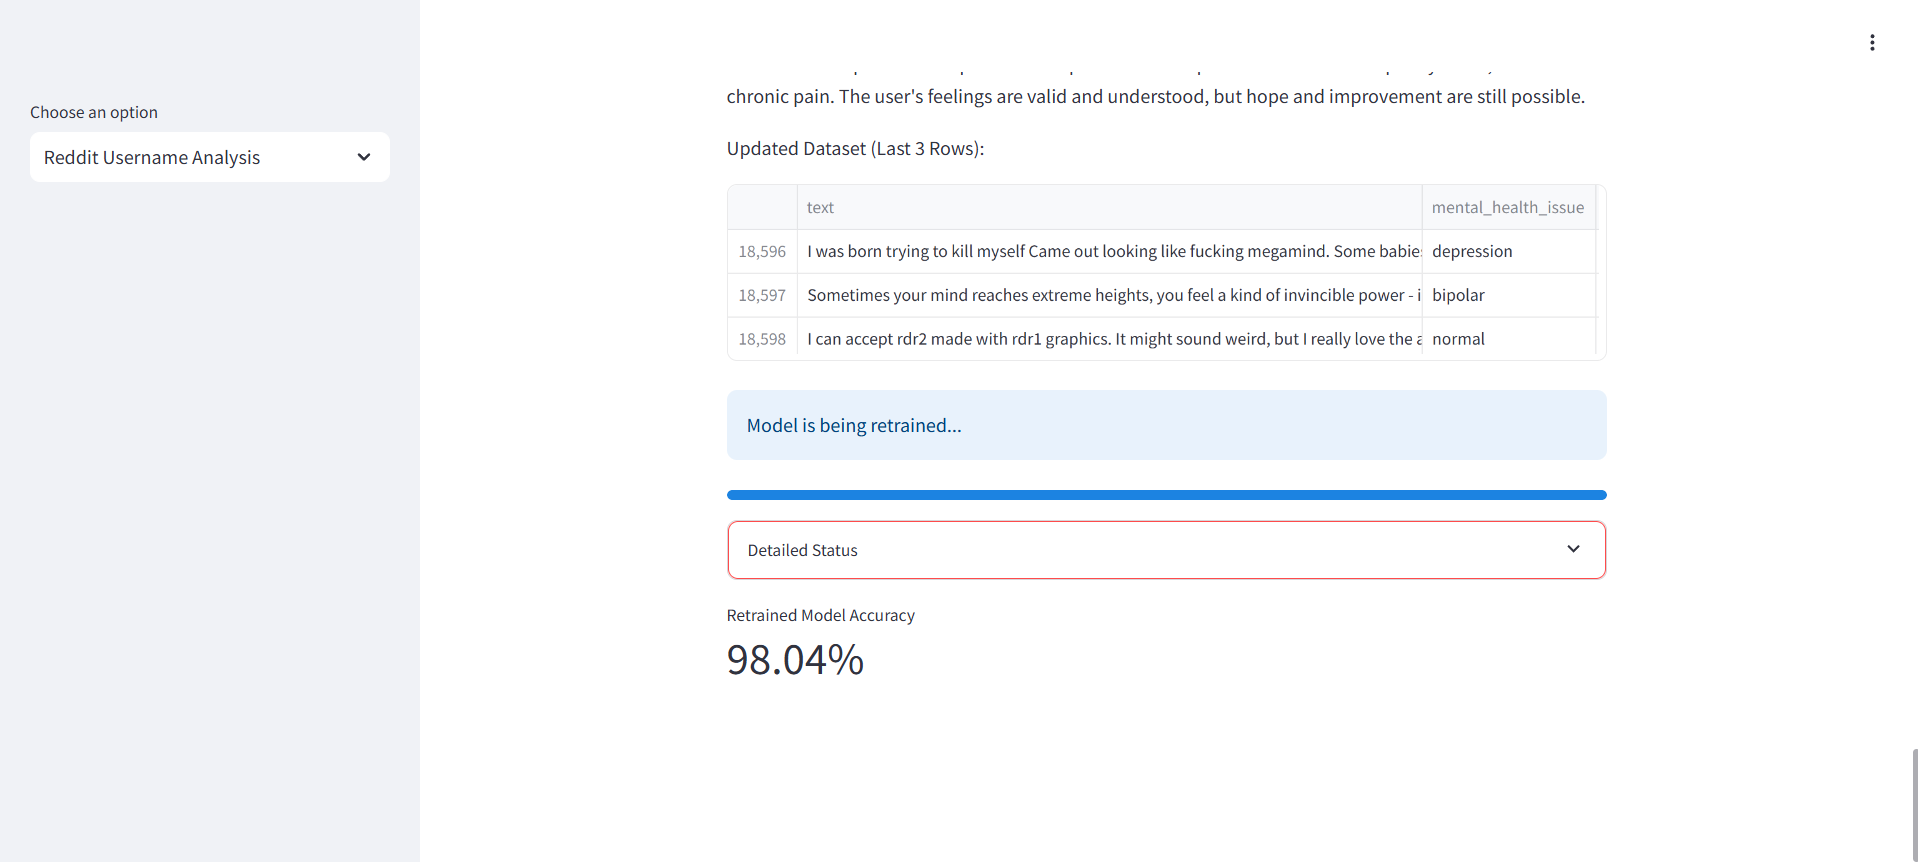 Choose an option
Reddit Username Analysis
chronic pain. The user's feelings are valid and understood, but hope and improvement are still possible.
Updated Dataset (Last 3 Rows):
text mental_health_issue
18,596 I was born trying to kill myself Came out looking like fucking megamind. Some babie depression
18,597 Sometimes your mind reaches extreme heights, you feel a kind of invincible power - i bipolar
18,598 I can accept rdr2 made with rdr1 graphics. It might sound weird, but I really love the a normal
Model is being retrained...
Detailed Status
Retrained Model Accuracy
98.04%